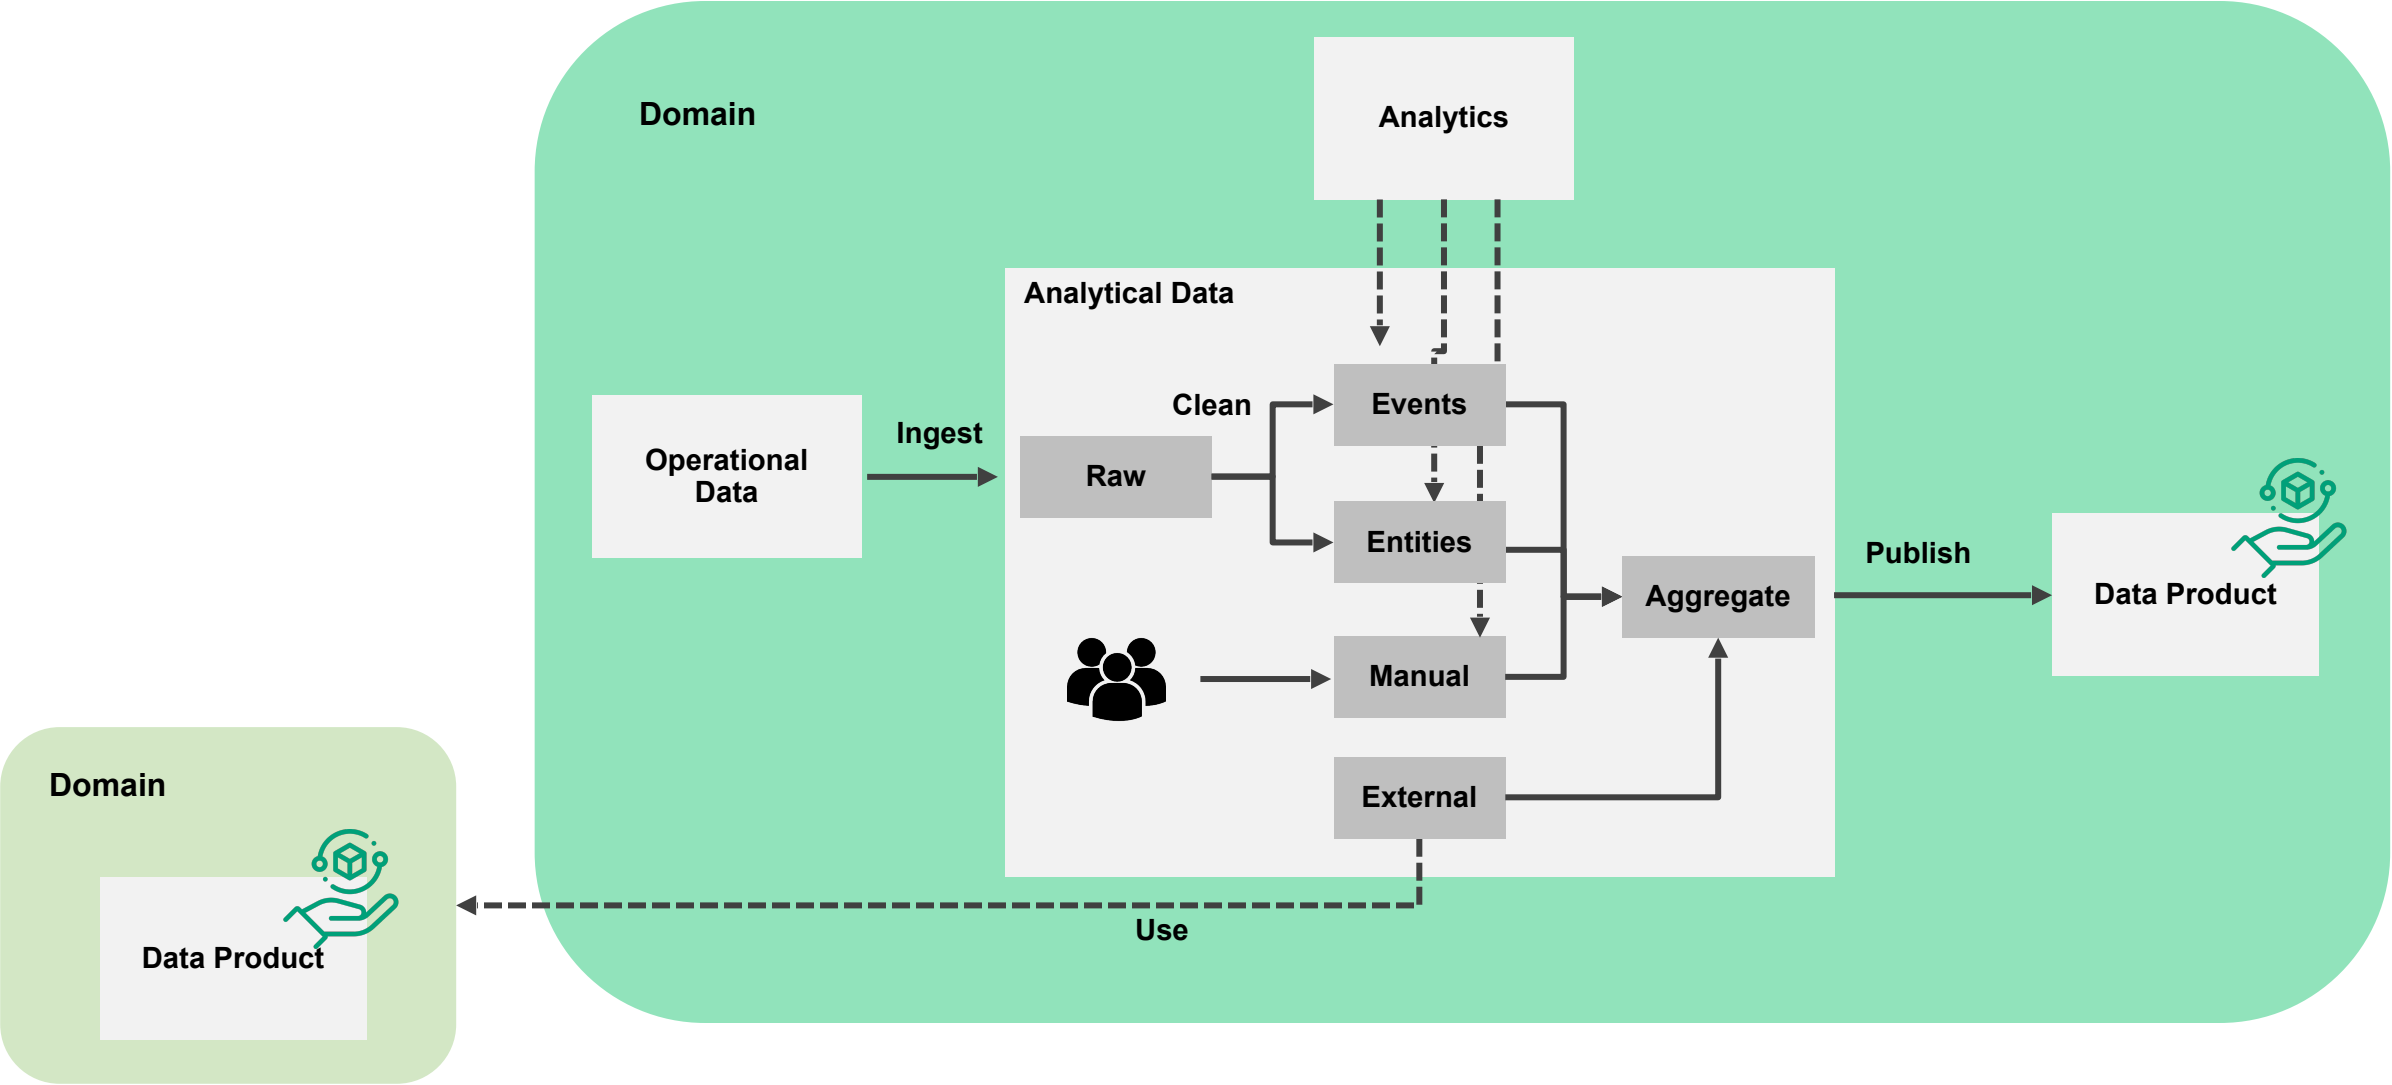 Domain
Analytics
Analytical Data
Clean
Events
Ingest
Operational
Data
Raw
Entities
Publish
Aggregate
Data Product
Manual
External
Domain
Use
Data Product